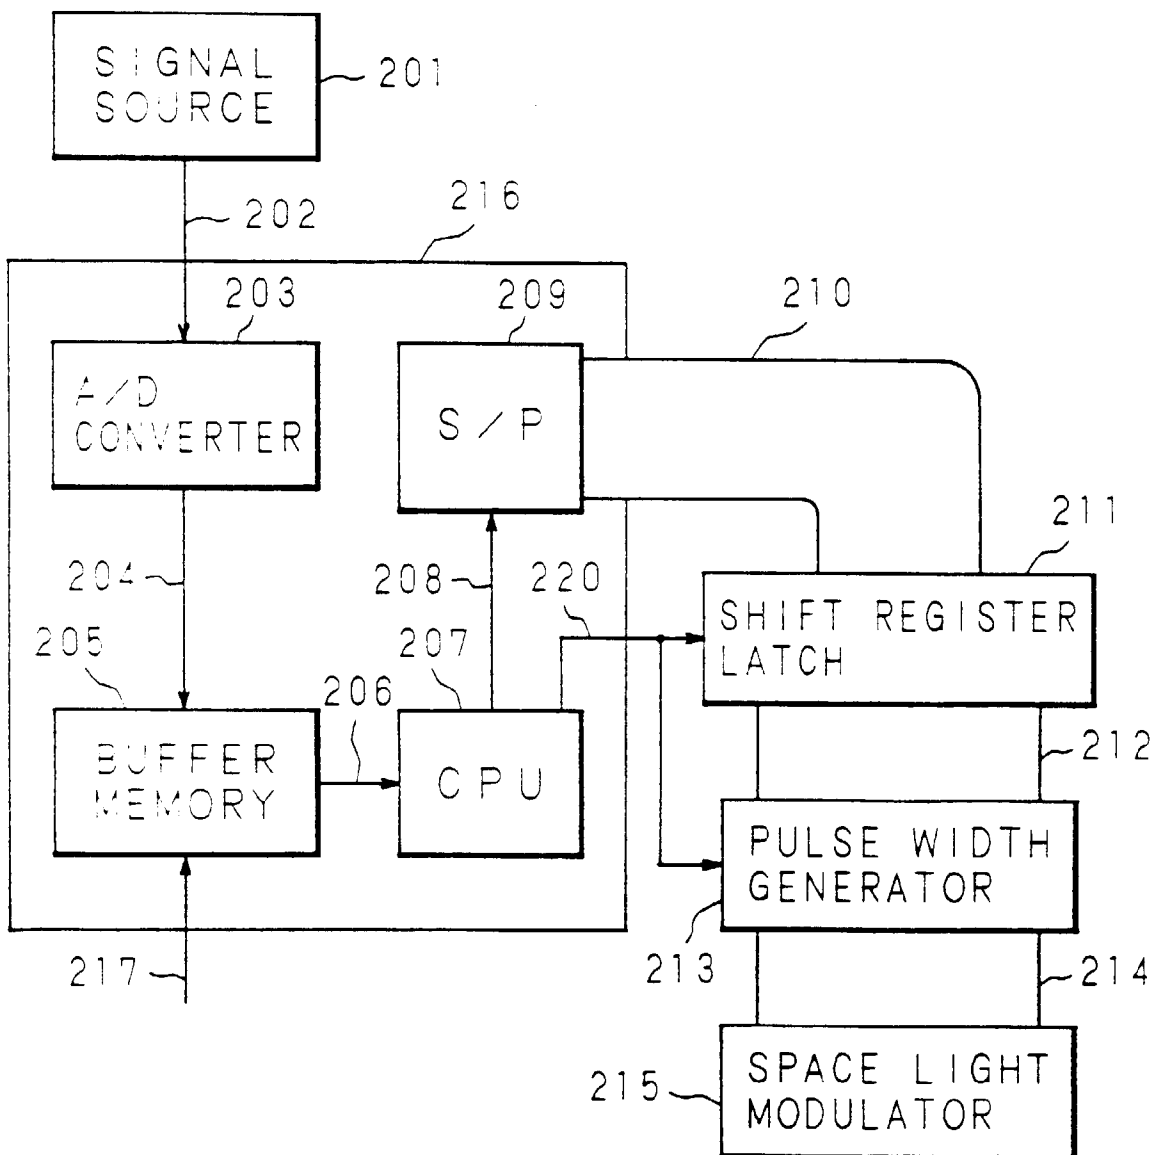 SIGNAL
SOURCE
201
202
216
203
209
210
A/D
CONVERTER
S/P
211
204
208
220
SHIFT REGISTER
LATCH
205
207
206
212
BUFFER
MEMORY
CPU
PULSE WIDTH
GENERATOR
217
213
214
215
SPACE LIGHT
MODULATOR